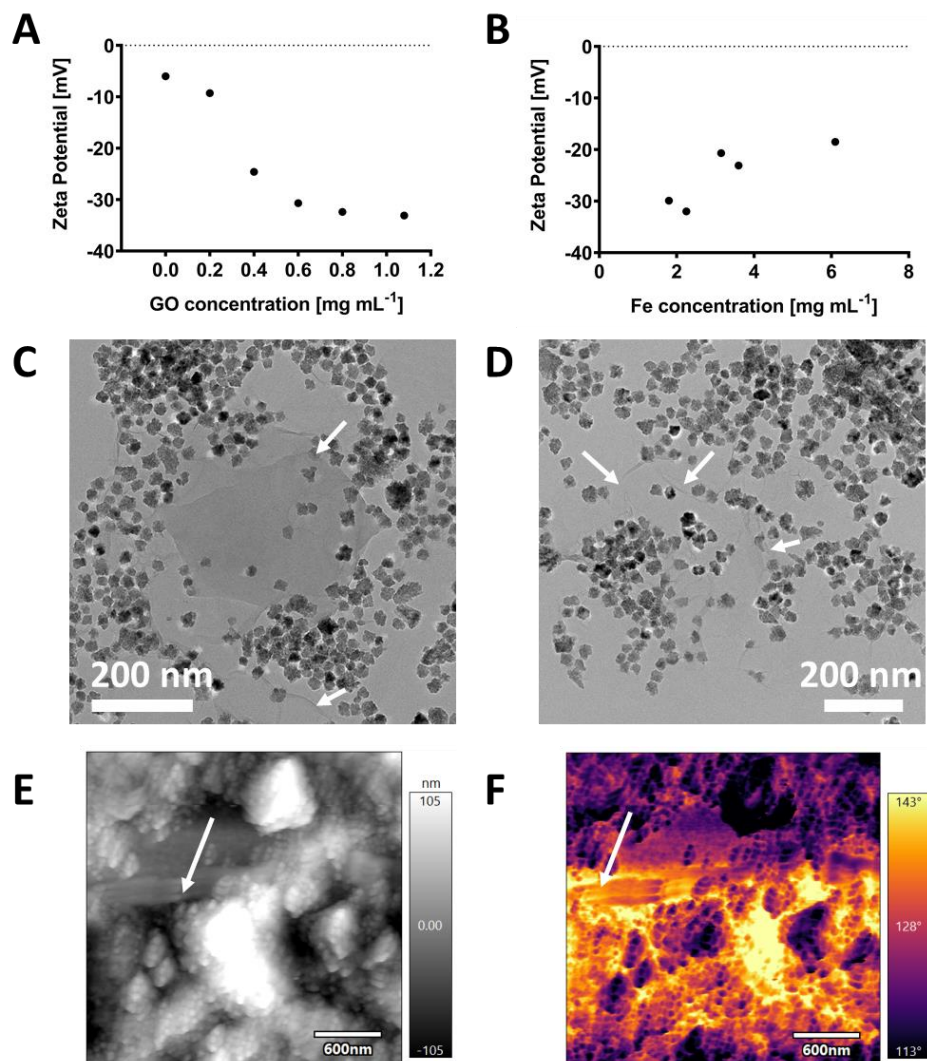 A
Zeta Potential [mV]
0
-10
-20
-30
-40
0.0 0.2 0.4 0.6 0.8 1.0 1.2
GO concentration [mg mL⁻¹]
B
Zeta Potential [mV]
0
-10
-20
-30
-40
0 2 4 6 8
Fe concentration [mg mL⁻¹]
C
200 nm
D
200 nm
E
nm
105
0.00
-105
600nm
F
143°
128°
113°
600nm